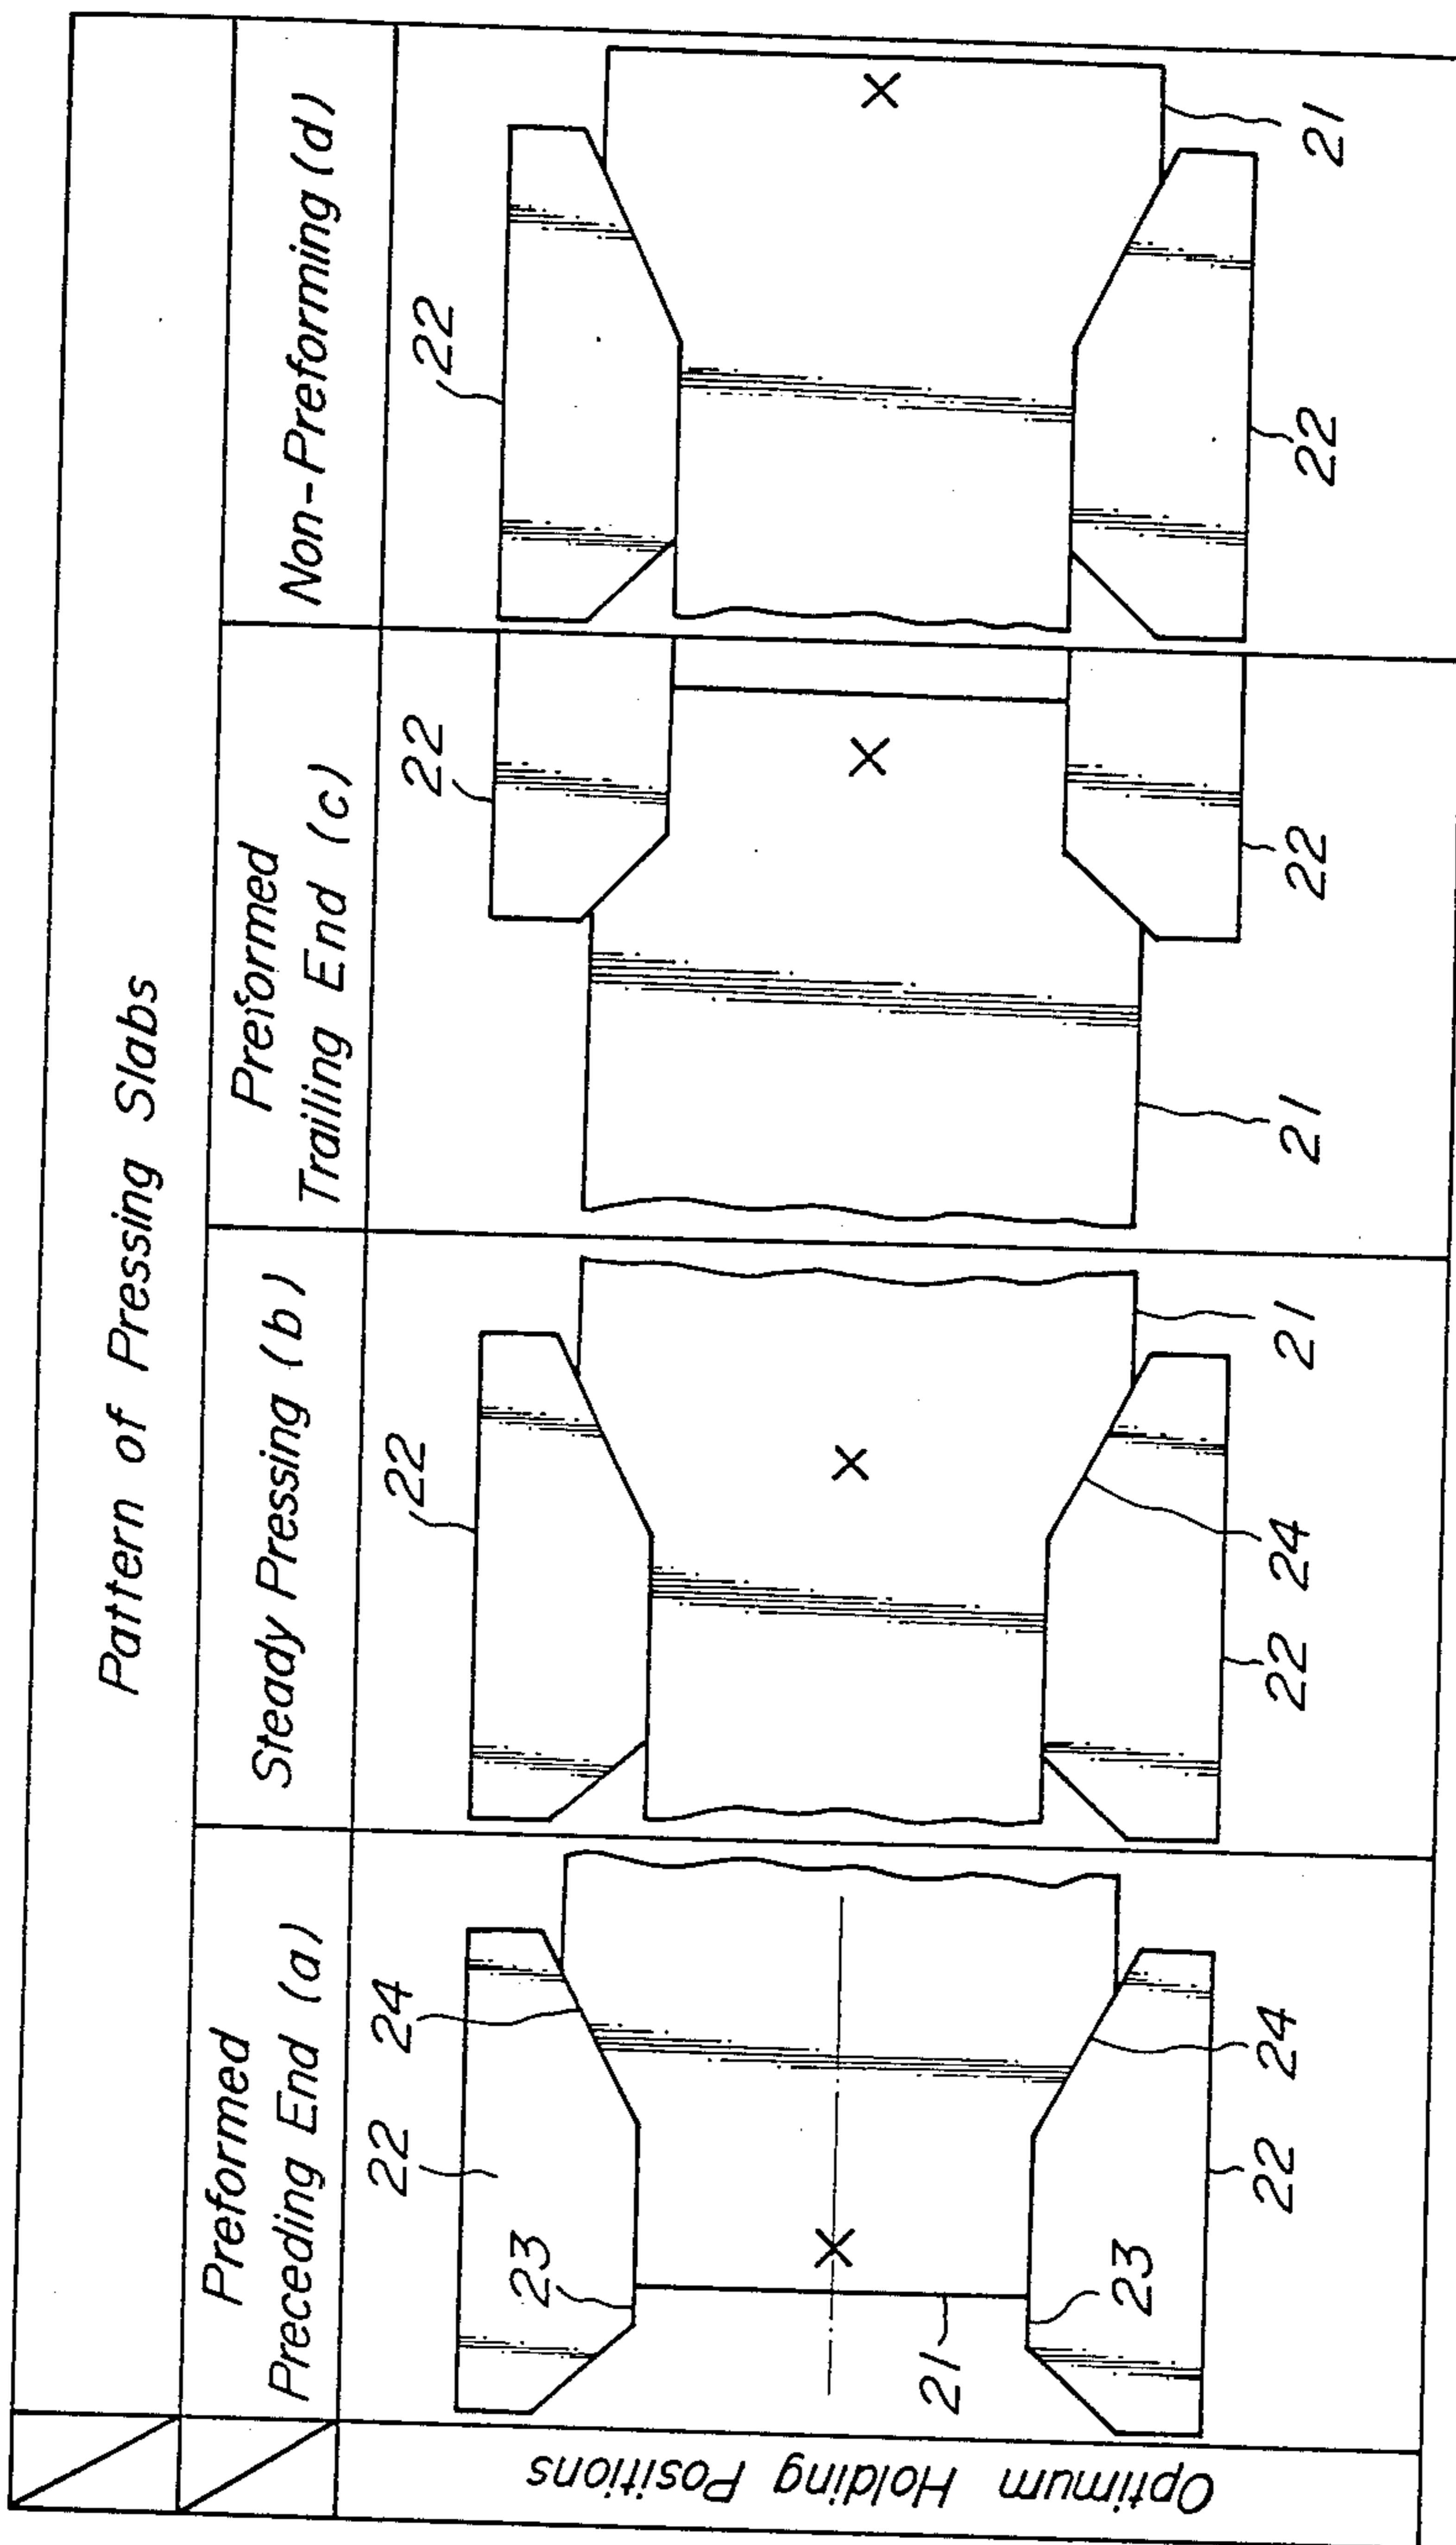 Pattern of Pressing Slabs
Preformed
Preceding End (a)
Steady Pressing (b)
Preformed
Trailing End (c)
Non-Preforming (d)
Optimum Holding Positions
22
24
23
X
21
23
24
22
22
X
21
24
22
22
X
21
22
22
X
21
22